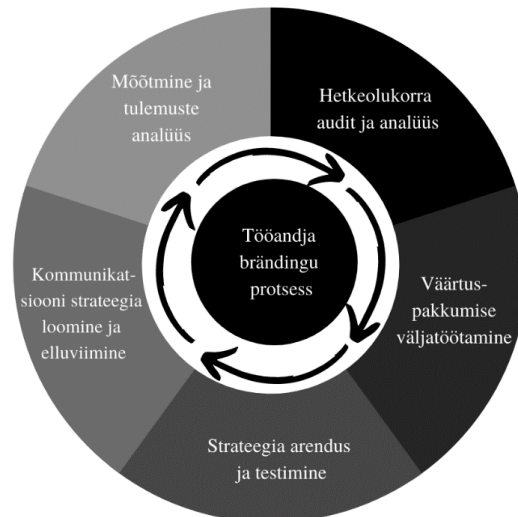 Mõõtmine ja
tulemuste
analüüs
Hetkeolukorra
audit ja analüüs
Tööandja
brändingu
protsess
Kommunikat-
siooni strateegia
loomine ja
elluviimine
Väärtus-
pakkumise
väljatöötamine
Strateegia arendus
ja testimine